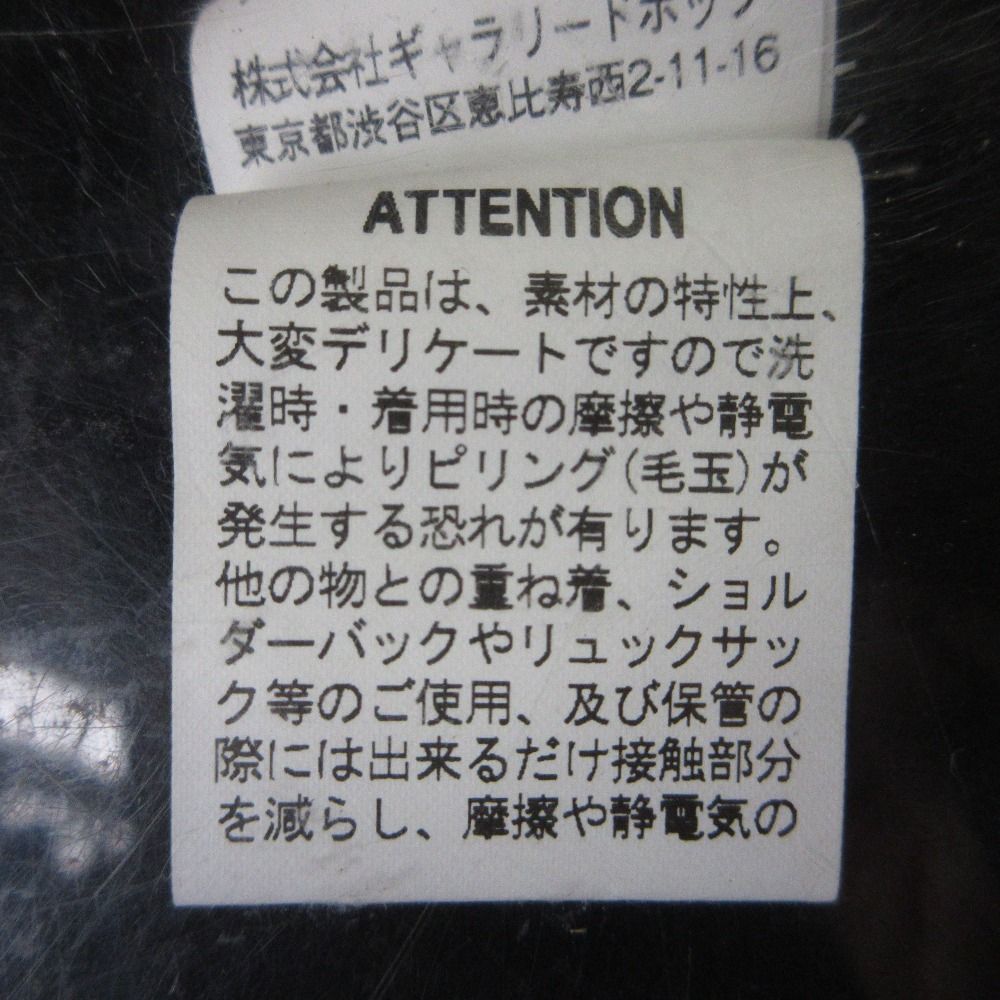 株式会社ギャラリードポップ
東京都渋谷区恵比寿西2-11-16
ATTENTION
この製品は、素材の特性上、
大変デリケートですので洗
濯時・着用時の摩擦や静電
気によりピリング(毛玉)が
発生する恐れが有ります。
他の物との重ね着、ショル
ダーバックやリュックサッ
ク等のご使用、及び保管の
際には出来るだけ接触部分
を減らし、摩擦や静電気の